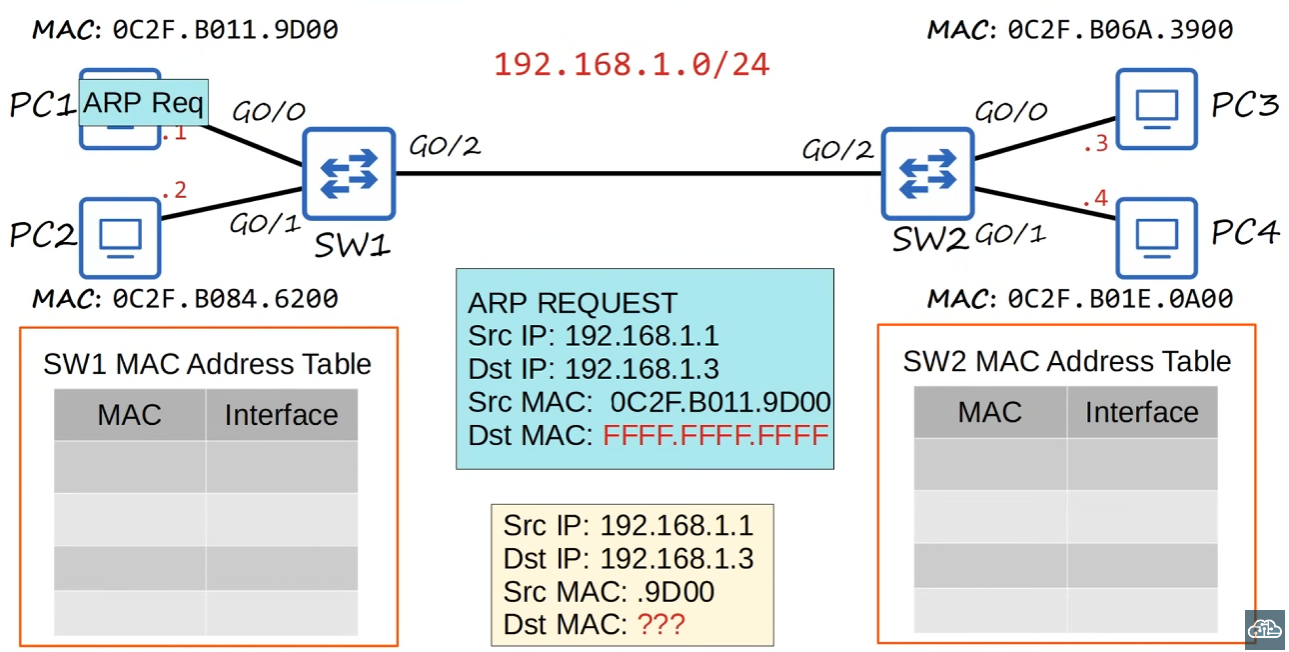 MAC: 0C2F.B011.9D00
MAC: 0C2F.B06A.3900
192.168.1.0/24
PC1
ARP Req
.1
G0/0
G0/2
SW1
G0/1
.2
PC2
MAC: 0C2F.B084.6200
G0/2
G0/0
PC3
.3
SW2
G0/1
.4
PC4
MAC: 0C2F.B01E.0A00
ARP REQUEST
Src IP: 192.168.1.1
Dst IP: 192.168.1.3
Src MAC: 0C2F.B011.9D00
Dst MAC: FFFF.FFFF.FFFF
SW1 MAC Address Table
MAC Interface
SW2 MAC Address Table
MAC Interface
Src IP: 192.168.1.1
Dst IP: 192.168.1.3
Src MAC: .9D00
Dst MAC: ???